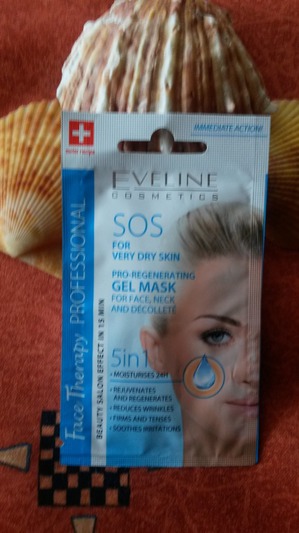 IMMEDIATE ACTION!
EVELINE
COSMETICS
SOS
FOR
VERY DRY SKIN
PRO-REGENERATING
GEL MASK
FOR FACE, NECK
AND DÉCOLLETÉ
5in1
• MOISTURISES 24H
• REJUVENATES
AND REGENERATES
• REDUCES WRINKLES
• FIRMS AND TENSES
• SOOTHES IRRITATIONS
Face Therapy PROFESSIONAL
BEAUTY SALON EFFECT IN 15 MIN